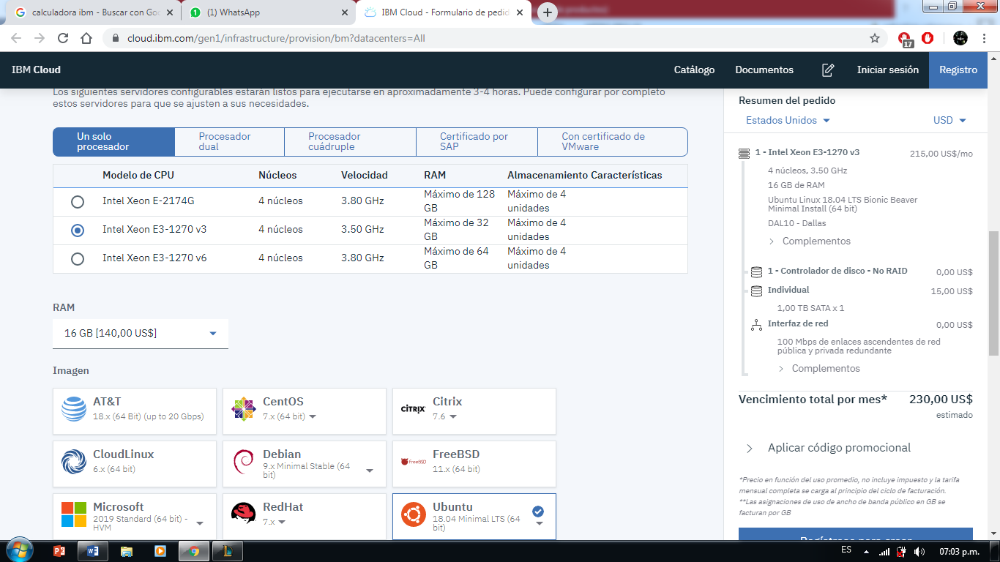 calculadora ibm - Buscar con Goo
(1) WhatsApp
IBM Cloud - Formulario de pedid
cloud.ibm.com/gen1/infrastructure/provision/bm?datacenters=All
17
IBM Cloud
Catálogo
Documentos
Iniciar sesión
Registro
Los siguientes servidores configurables estarán listos para ejecutarse en aproximadamente 3-4 horas. Puede configurar por completo
estos servidores para que se ajusten a sus necesidades.
Un solo
procesador
Procesador
dual
Procesador
cuádruple
Certificado por
SAP
Con certificado de
VMware
Modelo de CPU Núcleos Velocidad RAM Almacenamiento Características
Intel Xeon E-2174G 4 núcleos 3.80 GHz Máximo de 128 Máximo de 4
GB unidades
Intel Xeon E3-1270 v3 4 núcleos 3.50 GHz Máximo de 32 Máximo de 4
GB unidades
Intel Xeon E3-1270 v6 4 núcleos 3.80 GHz Máximo de 64 Máximo de 4
GB unidades
RAM
16 GB [140,00 US$]
Imagen
AT&T
18.x (64 Bit) (up to 20 Gbps)
CentOS
7.x (64 bit)
CITRIX
Citrix
7.6
CloudLinux
6.x (64 bit)
Debian
9.x Minimal Stable (64
bit)
FreeBSD
FreeBSD
11.x (64 bit)
Microsoft
2019 Standard (64 bit) -
HVM
RedHat
7.x
Ubuntu
18.04 Minimal LTS (64
bit)
Resumen del pedido
Estados Unidos
USD
1 - Intel Xeon E3-1270 v3 215,00 US$/mo
4 núcleos, 3.50 GHz
16 GB de RAM
Ubuntu Linux 18.04 LTS Bionic Beaver
Minimal Install (64 bit)
DAL10 - Dallas
Complementos
1 - Controlador de disco - No RAID 0,00 US$
Individual 15,00 US$
1,00 TB SATA x 1
Interfaz de red 0,00 US$
100 Mbps de enlaces ascendentes de red
pública y privada redundante
Complementos
Vencimiento total por mes* 230,00 US$
estimado
Aplicar código promocional
*Precio en función del uso promedio, no incluye impuesto y la tarifa
mensual completa se carga al principio del ciclo de facturación.
**Las asignaciones de uso de ancho de banda público en GB se
facturan por GB
ES
07:03 p.m.